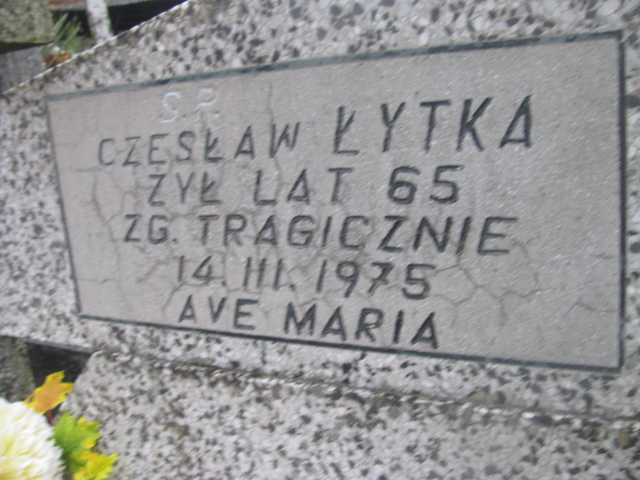 Ś.P.
CZESŁAW ŁYTKA
ŻYŁ LAT 65
ZG. TRAGICZNIE
14.III.1975
AVE MARIA